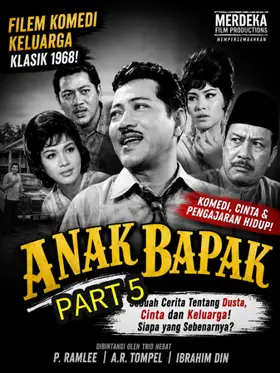 FILEM KOMEDI
KELUARGA
KLASIK 1968!
MERDEKA
FILM PRODUCTIONS
MEMPERSEMBAHKAN
KOMEDI, CINTA &
PENGAJARAN HIDUP!
ANAK BAPAK
PART 5
Cerita Tentang Dusta,
Cinta dan Keluarga!
Siapa yang Sebenarnya?
DIBINTANGI OLEH TRIO HEBAT
P. RAMLEE | A.R. TOMPEL | IBRAHIM DIN